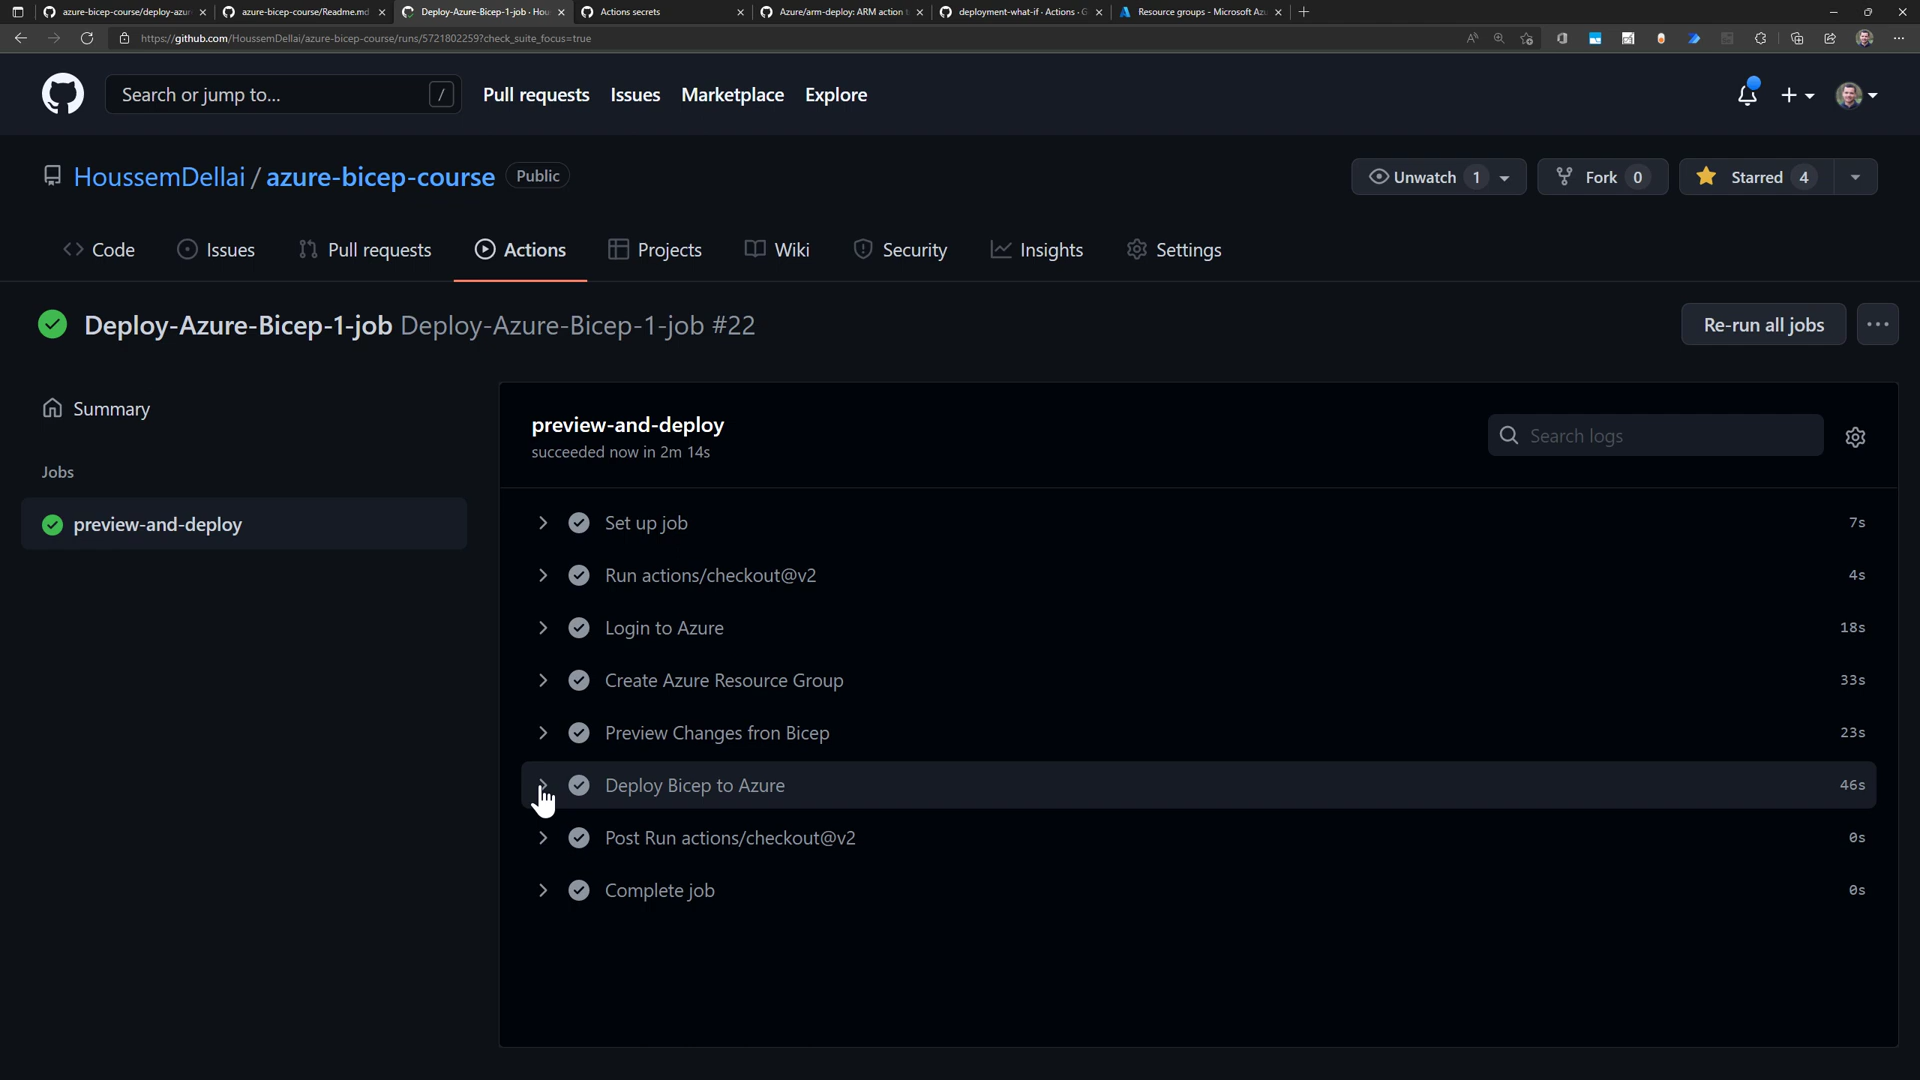 azure-bicep-course/deploy-azur
azure-bicep-course/Readme.md
Deploy-Azure-Bicep-1-job · Hou
Actions secrets
Azure/arm-deploy: ARM action
deployment-what-if · Actions · G
Resource groups - Microsoft Az
https://github.com/HoussemDellai/azure-bicep-course/runs/5721802259?check_suite_focus=true
Search or jump to...
/
Pull requests
Issues
Marketplace
Explore
HoussemDellai / azure-bicep-course
Public
Unwatch 1
Fork 0
Starred 4
Code
Issues
Pull requests
Actions
Projects
Wiki
Security
Insights
Settings
Deploy-Azure-Bicep-1-job Deploy-Azure-Bicep-1-job #22
Re-run all jobs
Summary
Jobs
preview-and-deploy
preview-and-deploy
succeeded now in 2m 14s
Search logs
Set up job 7s
Run actions/checkout@v2 4s
Login to Azure 18s
Create Azure Resource Group 33s
Preview Changes fron Bicep 23s
Deploy Bicep to Azure 46s
Post Run actions/checkout@v2 0s
Complete job 0s